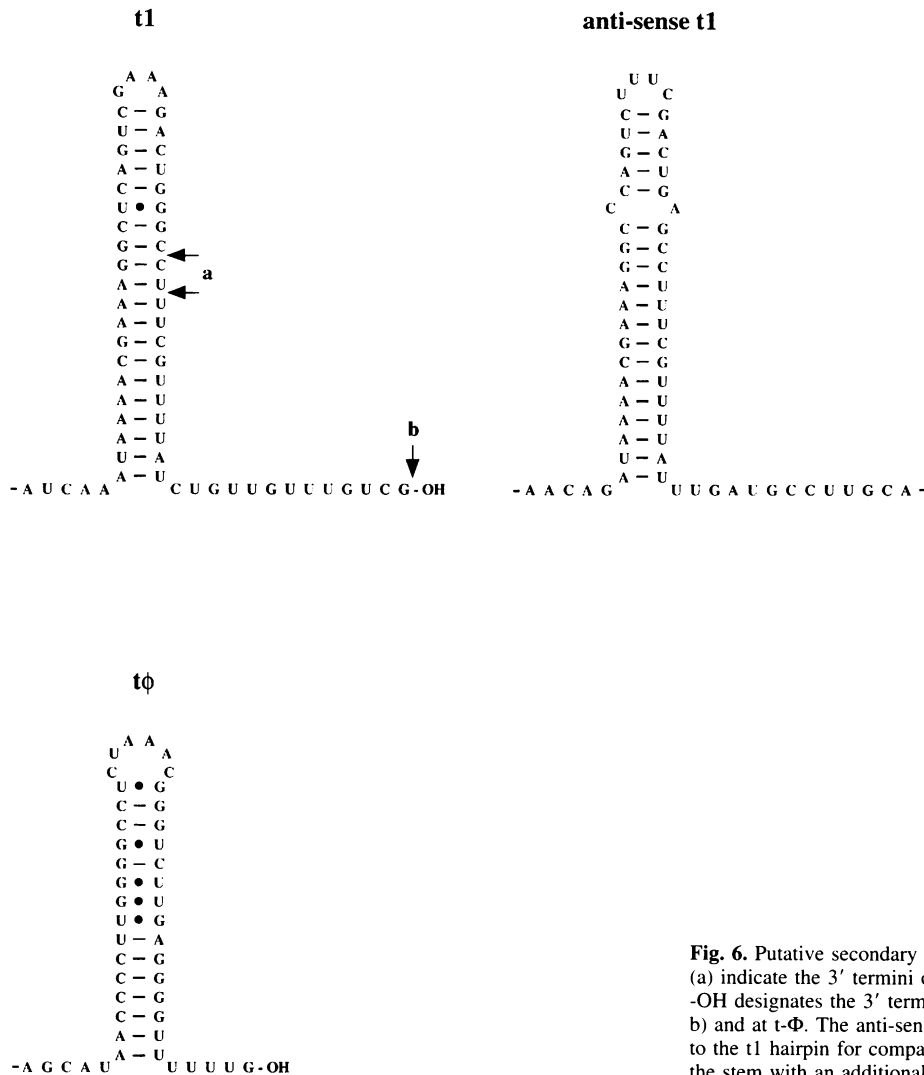 t1
A A
G A
C – G
U – A
G – C
A – U
C – G
U • G
C – G
G – C
G – C
a
A – U
A – U
A – U
G – C
C – G
A – U
A – U
A – U
A – U
U – A
A – U
b
- A U C A A
C U G U U G U U U G U C G - OH
anti-sense t1
U U
U C
C – G
U – A
G – C
A – U
C – G
C A
C – G
G – C
G – C
A – U
A – U
A – U
G – C
C – G
A – U
A – U
A – U
A – U
U – A
A – U
- A A C A G
U U G A U G C C U U G C A -
tϕ
A A
U A
C C
U • G
C – G
C – G
G • U
G – C
G • U
G • U
U • G
U – A
C – G
C – G
C – G
A – U
A – U
- A G C A U
U U U U G - OH
Fig. 6. Putative secondary
(a) indicate the 3′ termini
-OH designates the 3′ term
b) and at t-Φ. The anti-sen
to the t1 hairpin for compa
the stem with an additional